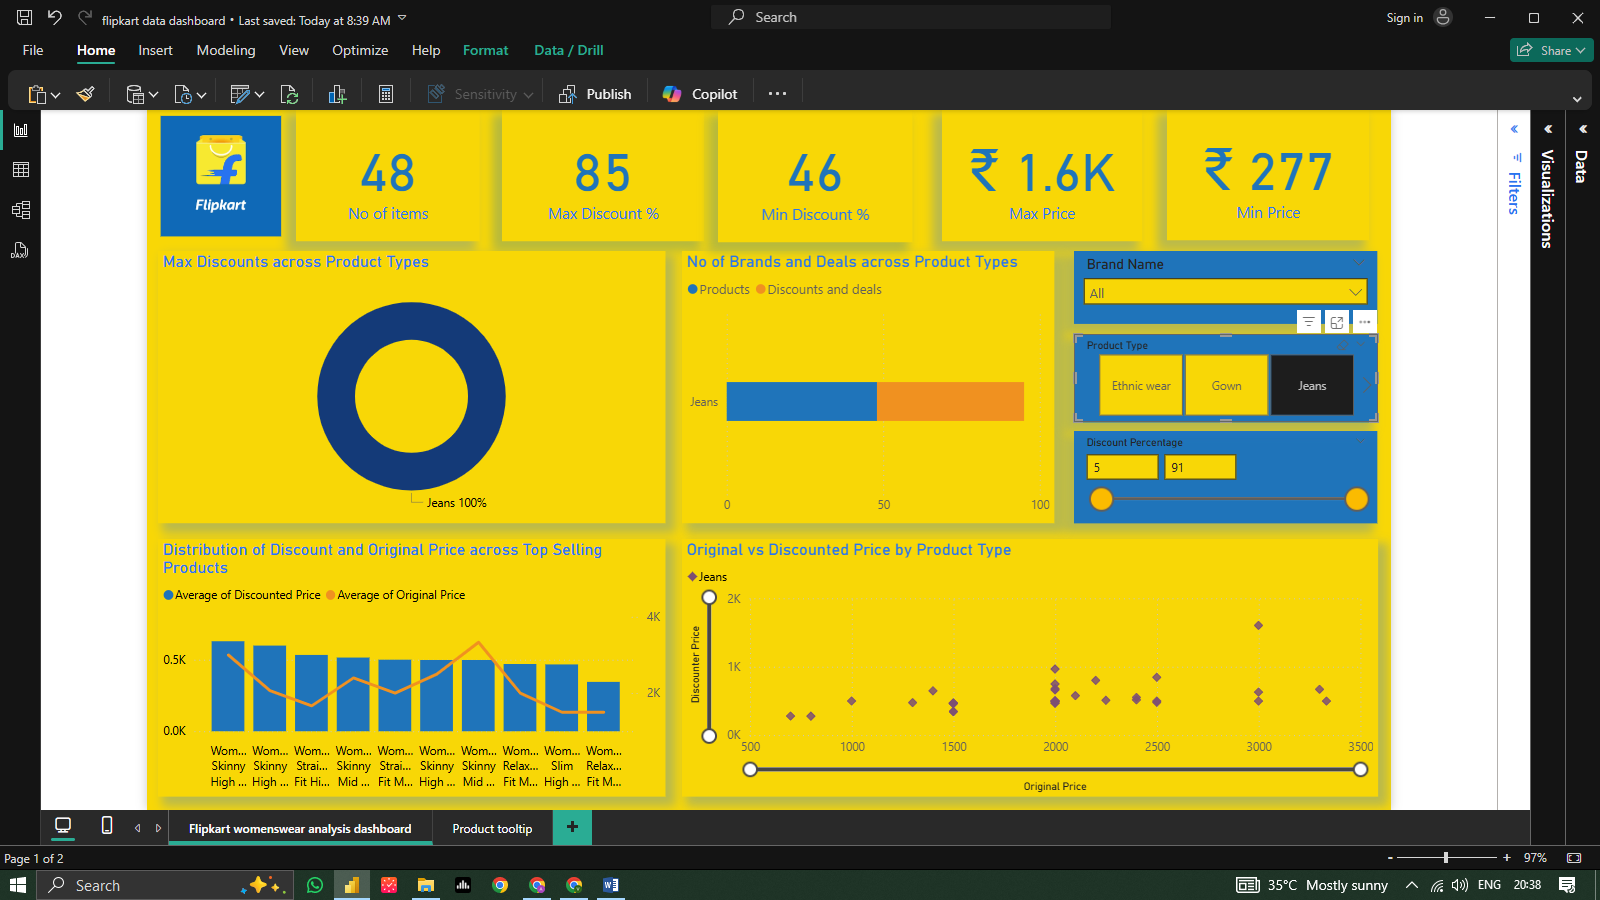 flipkart data dashboard • Last saved: Today at 8:39 AM
Search
Sign in
File Home Insert Modeling View Optimize Help Format Data / Drill
Share
Sensitivity
Publish
Copilot
Flipkart
48
No of items
85
Max Discount %
46
Min Discount %
₹ 1.6K
Max Price
₹ 277
Min Price
Filters
Visualizations
Data
DAX
Max Discounts across Product Types
Jeans 100%
No of Brands and Deals across Product Types
Products Discounts and deals
Jeans
0 50 100
Brand Name
All
Product Type
Ethnic wear Gown Jeans
Discount Percentage
5 91
Distribution of Discount and Original Price across Top Selling
Products
Average of Discounted Price Average of Original Price
4K
0.5K
2K
0.0K
Wom... Wom... Wom... Wom... Wom... Wom... Wom... Wom... Wom... Wom...
Skinny Skinny Strai... Skinny Strai... Skinny Skinny Relax... Slim Relax...
High ... High ... Fit Hi... Mid ... Fit M... High ... Mid ... Fit M... High ... Fit M...
Original vs Discounted Price by Product Type
Jeans
2K
1K
0K
Discounter Price
500 1000 1500 2000 2500 3000 3500
Original Price
Flipkart womenswear analysis dashboard
Product tooltip
+
Page 1 of 2
- + 97%
Search
35°C Mostly sunny
ENG
20:38